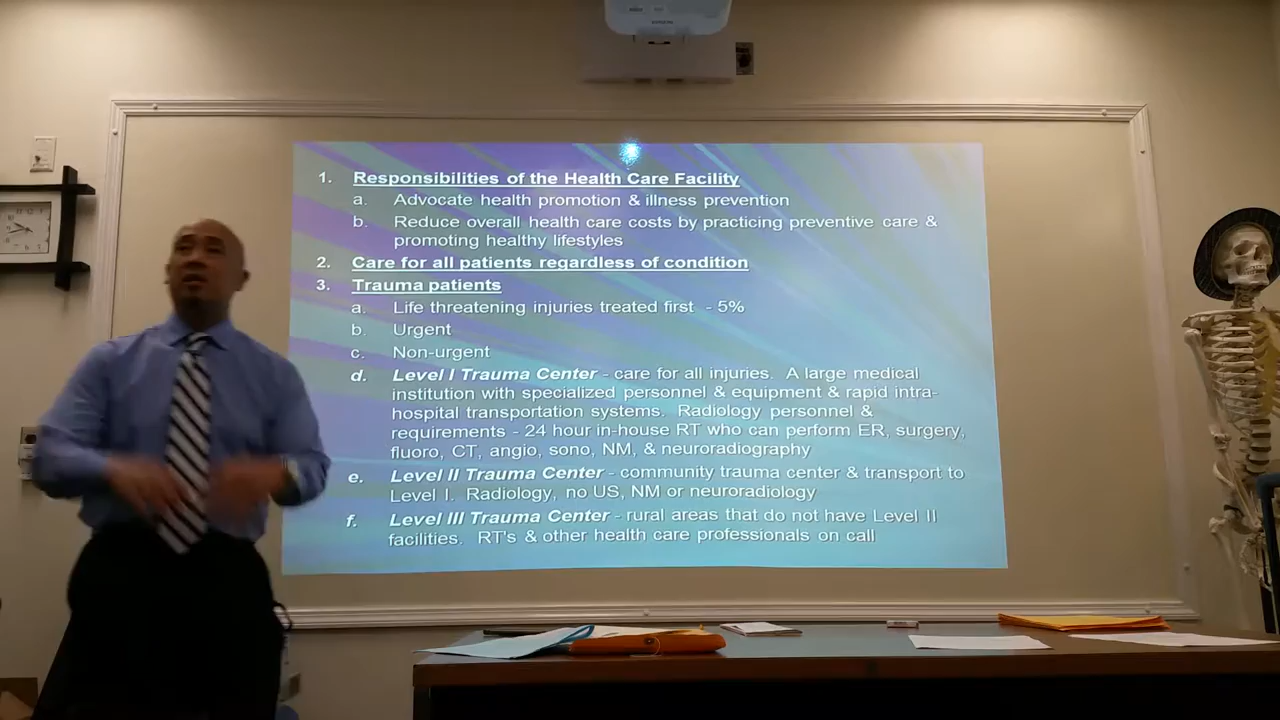 1. Responsibilities of the Health Care Facility
a. Advocate health promotion & illness prevention
b. Reduce overall health care costs by practicing preventive care &
promoting healthy lifestyles
2. Care for all patients regardless of condition
3. Trauma patients
a. Life threatening injuries treated first - 5%
b. Urgent
c. Non-urgent
d. Level I Trauma Center - care for all injuries. A large medical
institution with specialized personnel & equipment & rapid intra-
hospital transportation systems. Radiology personnel &
requirements - 24 hour in-house RT who can perform ER, surgery,
fluoro, CT, angio, sono, NM, & neuroradiography
e. Level II Trauma Center - community trauma center & transport to
Level I. Radiology, no US, NM or neuroradiology
f. Level III Trauma Center - rural areas that do not have Level II
facilities. RT's & other health care professionals on call